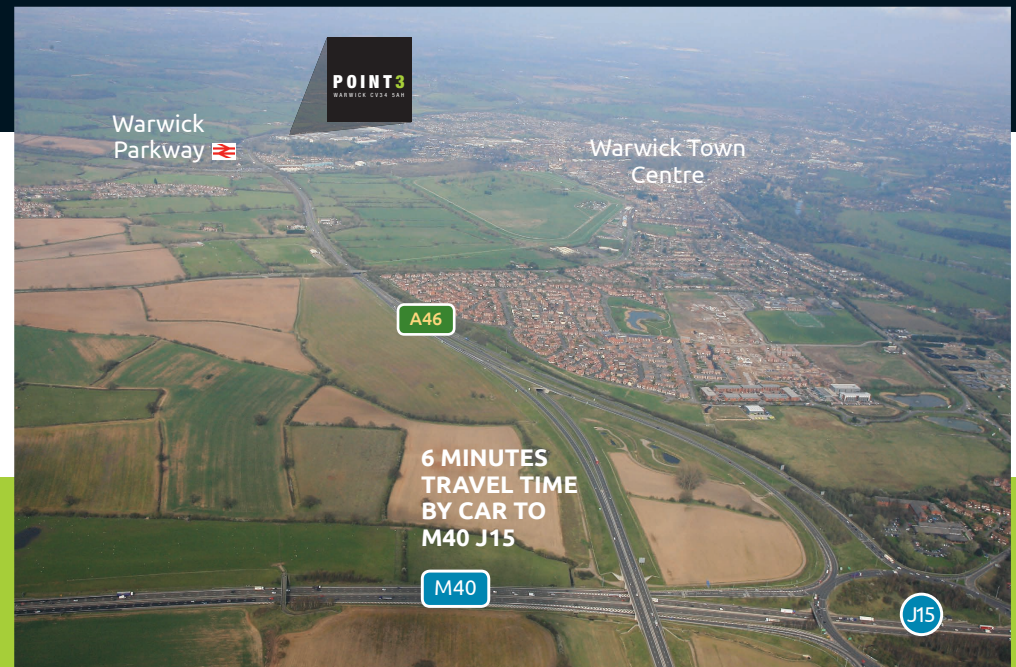 POINT3
WARWICK CV34 5AH
Warwick
Parkway
Warwick Town
Centre
A46
6 MINUTES
TRAVEL TIME
BY CAR TO
M40 J15
M40
J15